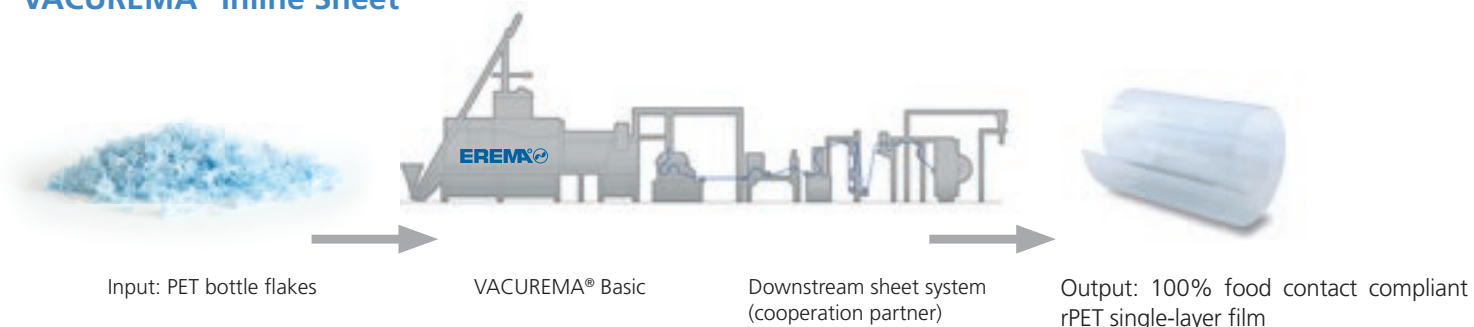 VACUREMA® Inline Sheet
EREMA®
Input: PET bottle flakes
VACUREMA® Basic
Downstream sheet system
(cooperation partner)
Output: 100% food contact compliant
rPET single-layer film